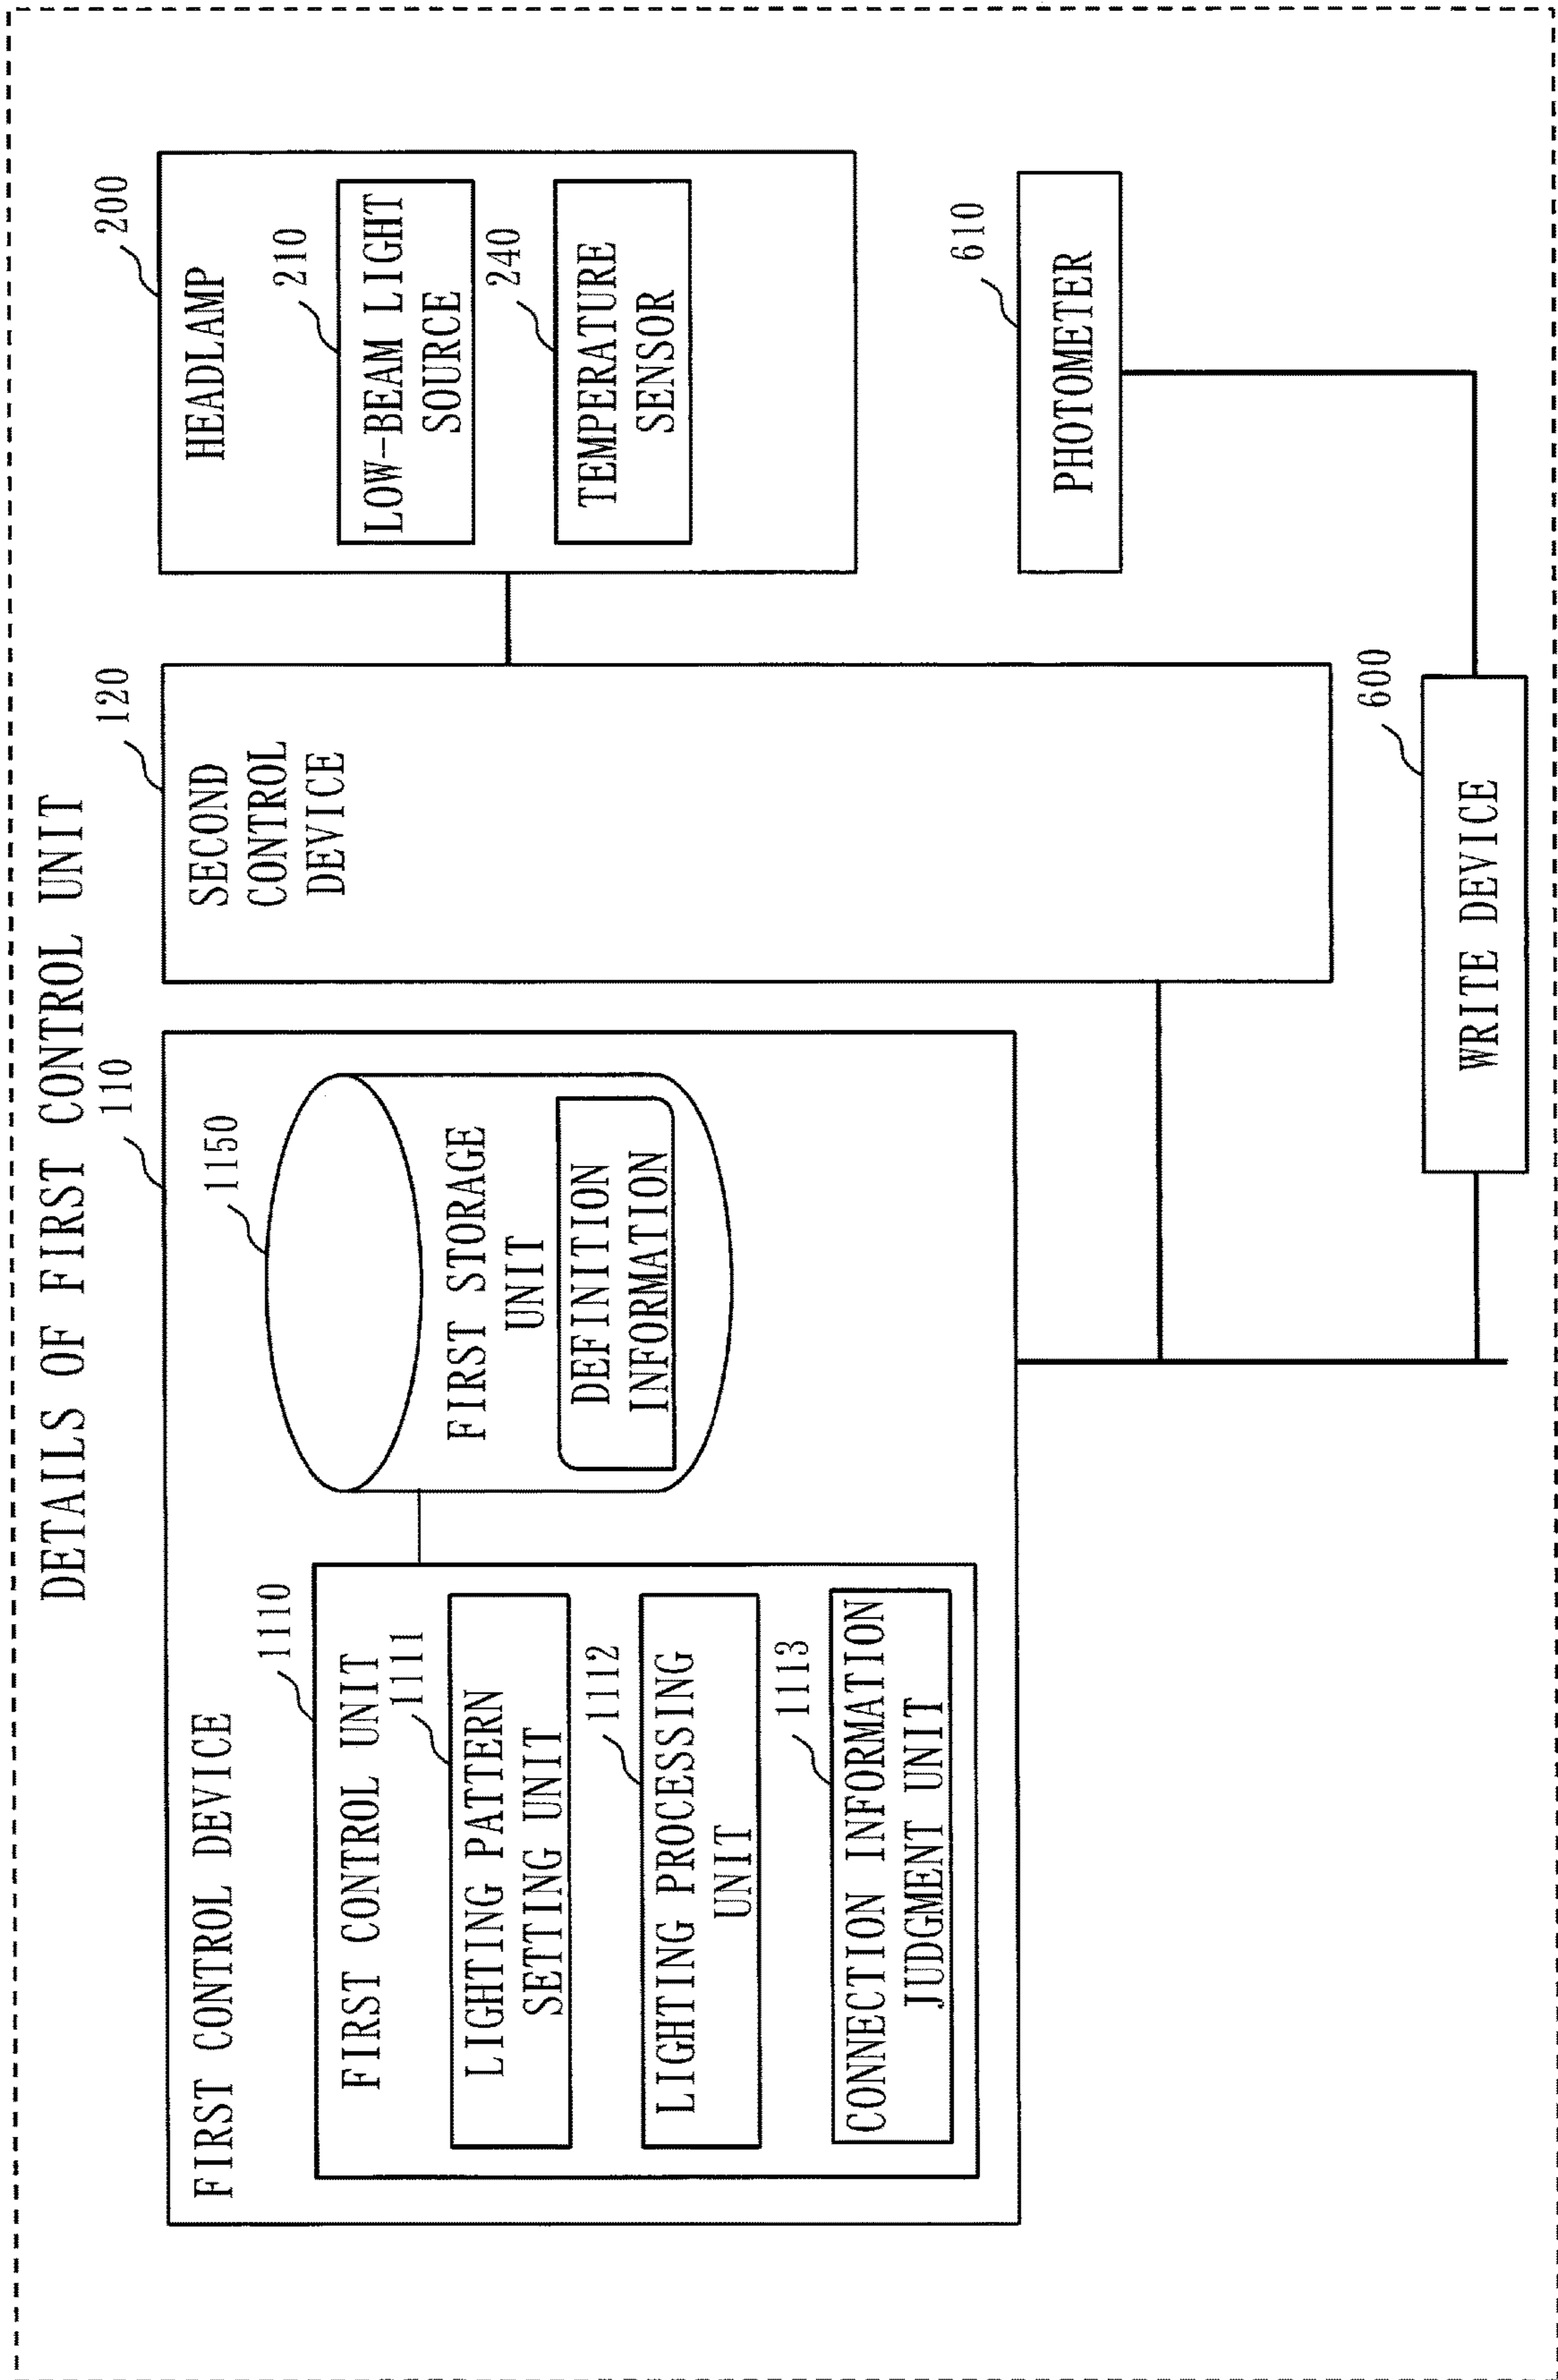 DETAILS OF FIRST CONTROL UNIT
110
FIRST CONTROL DEVICE
1110
FIRST CONTROL UNIT
1111
LIGHTING PATTERN
SETTING UNIT
1112
LIGHTING PROCESSING
UNIT
1113
CONNECTION INFORMATION
JUDGMENT UNIT
1150
FIRST STORAGE
UNIT
DEFINITION
INFORMATION
120
SECOND
CONTROL
DEVICE
200
HEADLAMP
210
LOW-BEAM LIGHT
SOURCE
240
TEMPERATURE
SENSOR
610
PHOTOMETER
600
WRITE DEVICE